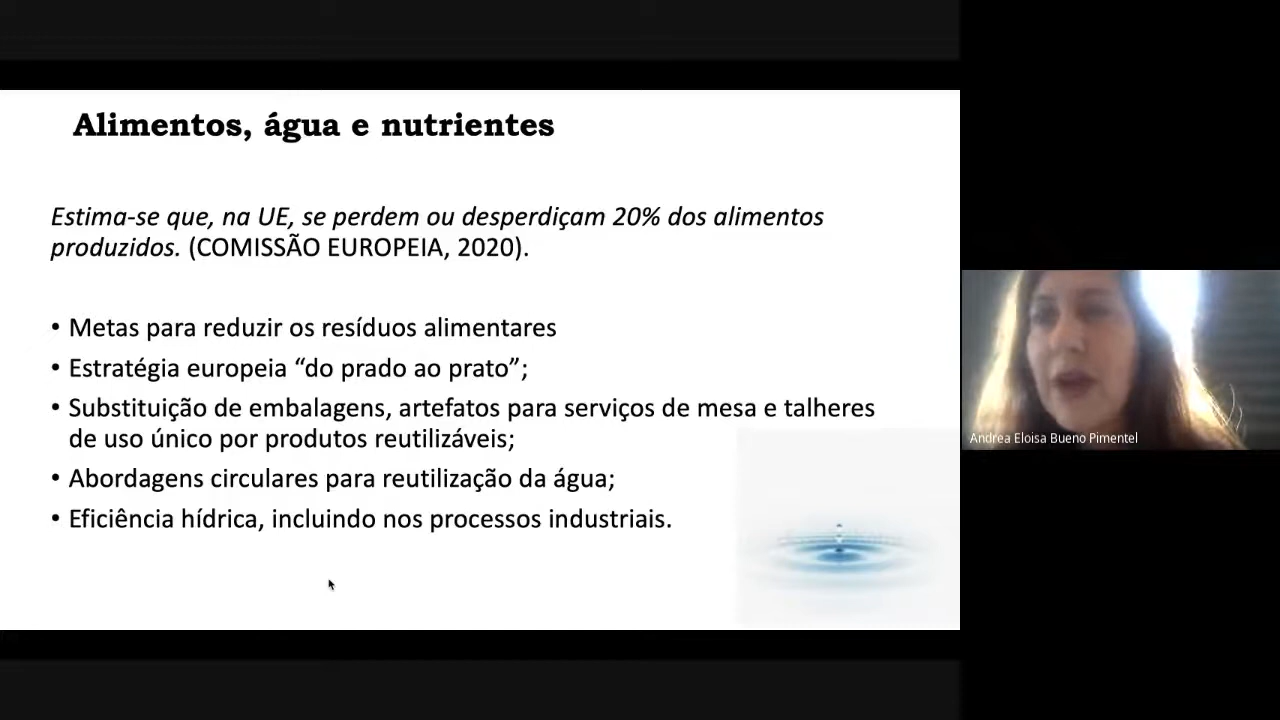 Alimentos, água e nutrientes
Estima-se que, na UE, se perdem ou desperdiçam 20% dos alimentos
produzidos. (COMISSÃO EUROPEIA, 2020).
• Metas para reduzir os resíduos alimentares
• Estratégia europeia “do prado ao prato”;
• Substituição de embalagens, artefatos para serviços de mesa e talheres
de uso único por produtos reutilizáveis;
• Abordagens circulares para reutilização da água;
• Eficiência hídrica, incluindo nos processos industriais.
Andrea Eloisa Bueno Pimentel